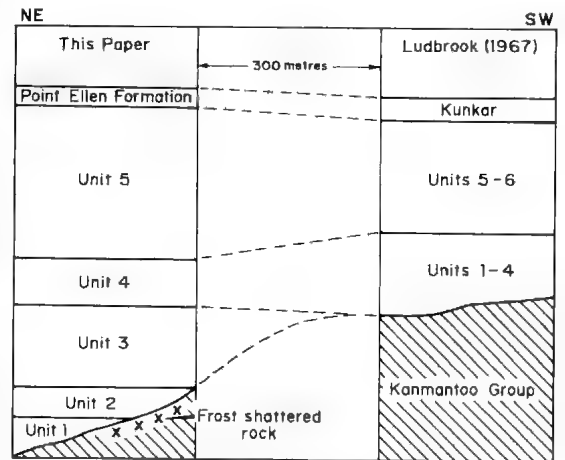 NE
SW
This Paper
300 metres
Ludbrook (1967)
Point Ellen Formation
Kunkar
Unit 5
Units 5-6
Unit 4
Units 1-4
Unit 3
Unit 2
Kanmantoo Group
Unit 1
x x x x
Frost shattered
rock